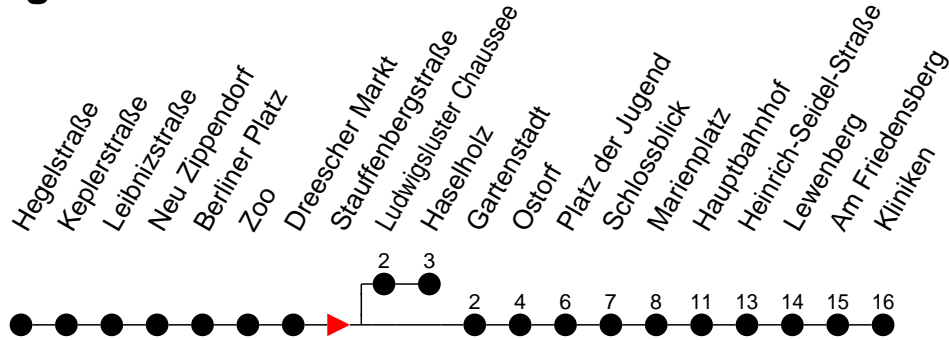 Hegelstraße
Keplerstraße
Leibnizstraße
Neu Zippendorf
Berliner Platz
Zoo
Dreescher Markt
Stauffenbergstraße
Ludwigsluster Chaussee
Haselholz
Gartenstadt
Ostorf
Platz der Jugend
Schlossblick
Marienplatz
Hauptbahnhof
Heinrich-Seidel-Straße
Lewenberg
Am Friedensberg
Kliniken
2 3
2 4 6 7 8 11 13 14 15 16